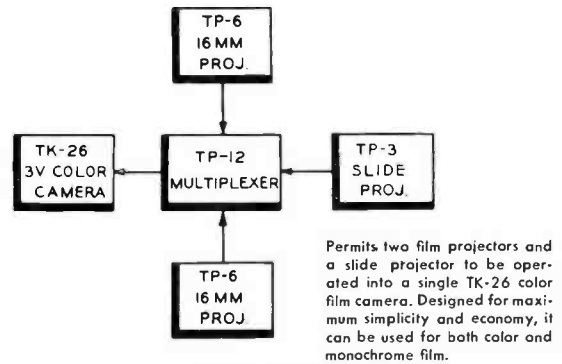 TP-6
16 MM
PROJ.
TK-26
3V COLOR
CAMERA
TP-12
MULTIPLEXER
TP-3
SLIDE
PROJ.
TP-6
16 MM
PROJ.
Permits two film projectors and
a slide projector to be oper-
ated into a single TK-26 color
film camera. Designed for maxi-
mum simplicity and economy, it
can be used for both color and
monochrome film.